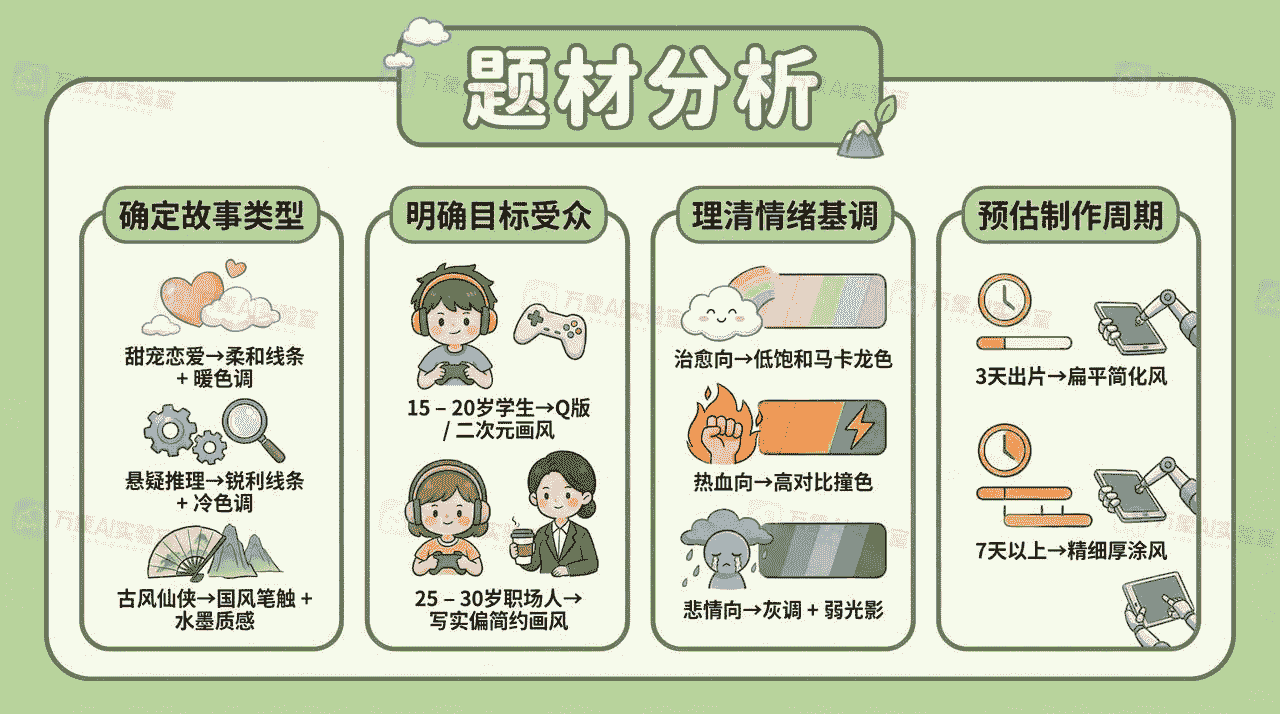 题材分析
确定故事类型
甜宠恋爱→柔和线条
+ 暖色调
悬疑推理→锐利线条
+ 冷色调
古风仙侠→国风笔触 +
水墨质感
明确目标受众
15 – 20岁学生→Q版
/ 二次元画风
25 – 30岁职场人→
写实偏简约画风
理清情绪基调
治愈向→低饱和马卡龙色
热血向→高对比撞色
悲情向→灰调 + 弱光影
预估制作周期
3天出片→扁平简化风
7天以上→精细厚涂风
万象AI实验室